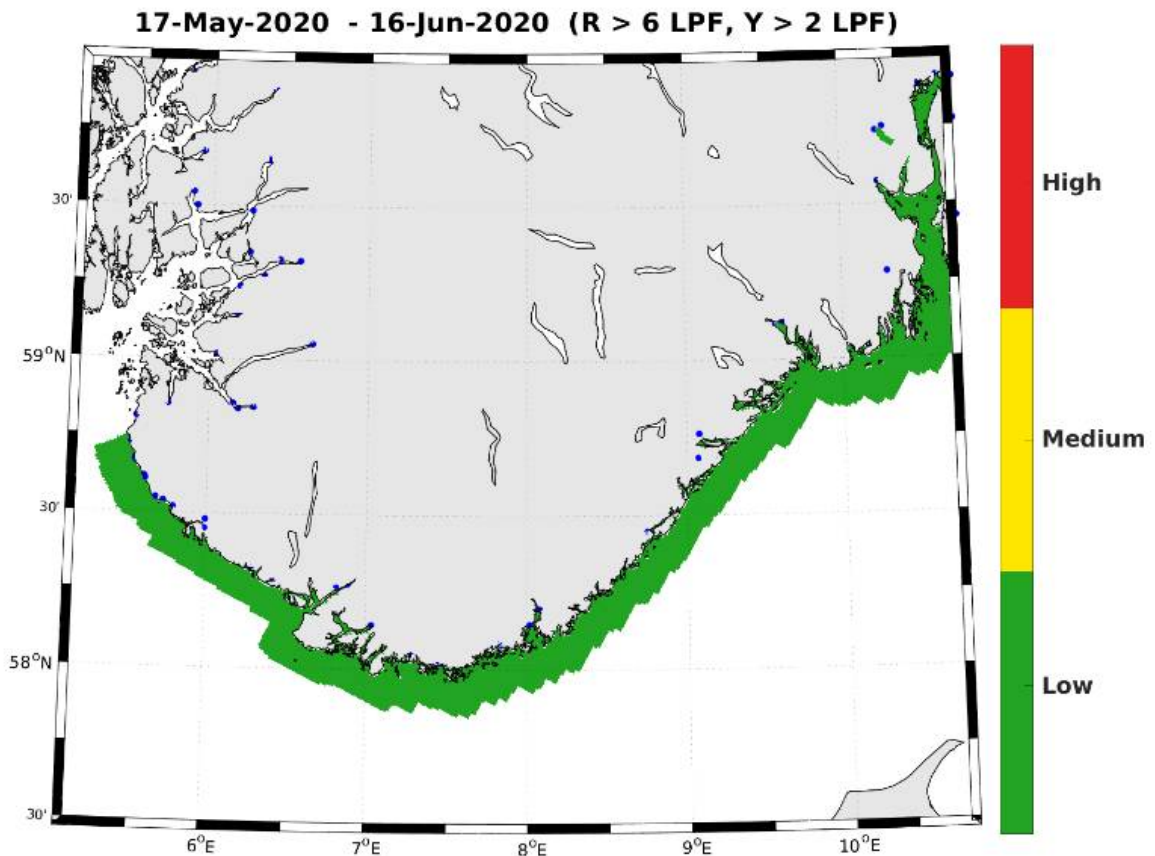 17-May-2020 - 16-Jun-2020 (R > 6 LPF, Y > 2 LPF)
High
30'
59°N
Medium
30'
58°N
Low
30'
6°E 7°E 8°E 9°E 10°E